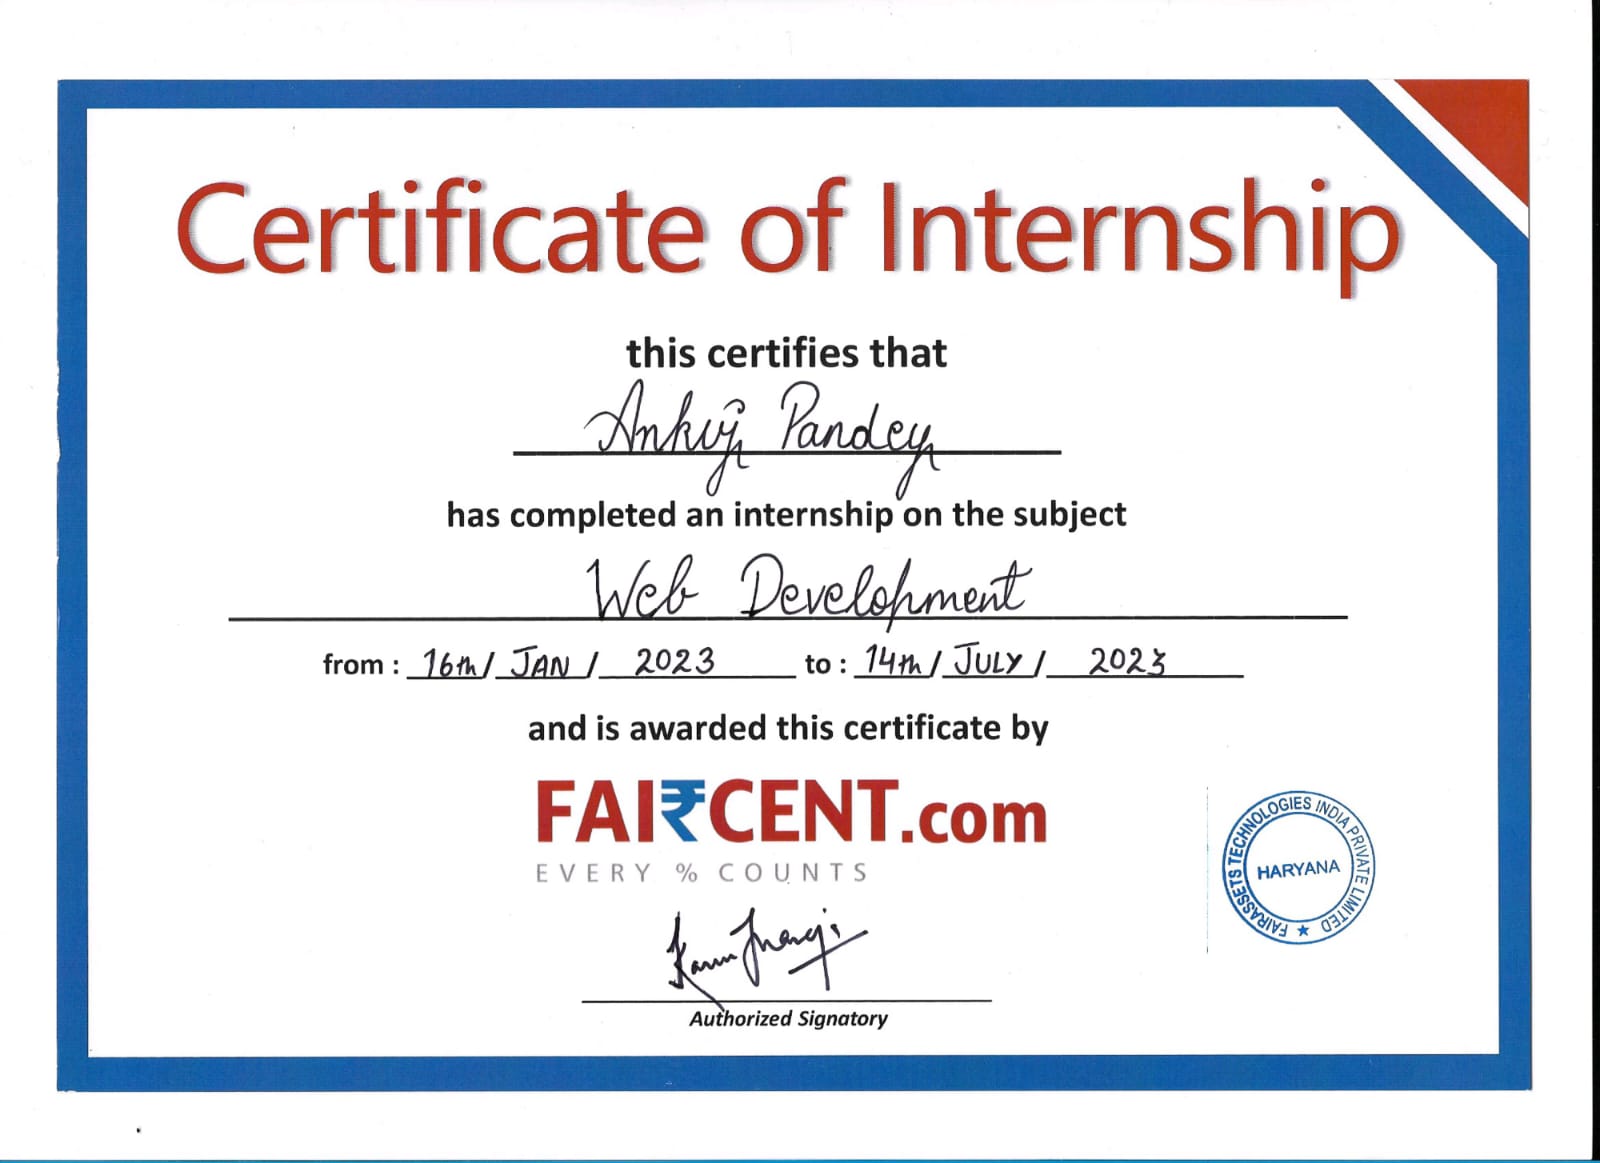 Certificate of Internship
this certifies that
Pandey
has completed an internship on the subject
Web Development
from : 16th / JAN / 2023 to : 14th / JULY / 2023
and is awarded this certificate by
FAI₹CENT.com
EVERY % COUNTS
FAIRASSETS TECHNOLOGIES INDIA PRIVATE LIMITED ★
HARYANA
Authorized Signatory